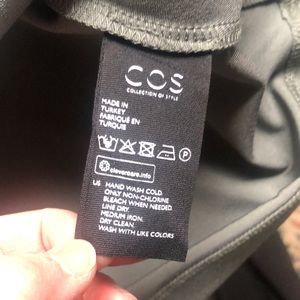 COS
COLLECTION OF STYLE
MADE IN
TURKEY
FABRIQUÉ EN
TURQUIE
P
clevercare.info
US HAND WASH COLD.
ONLY NON-CHLORINE
BLEACH WHEN NEEDED.
LINE DRY.
MEDIUM IRON.
DRY CLEAN.
WASH WITH LIKE COLORS